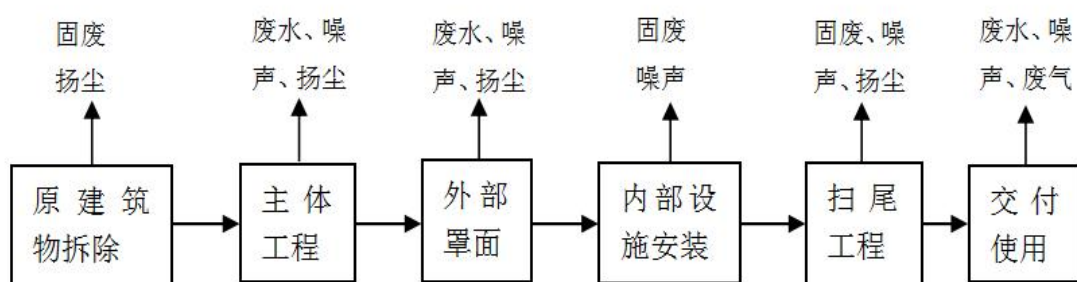 固废
扬尘
废水、噪
声、扬尘
废水、噪
声、扬尘
固废
噪声
固废、噪
声、扬尘
废水、噪
声、废气
原建筑
物拆除
主体
工程
外部
罩面
内部设
施安装
扫尾
工程
交付
使用